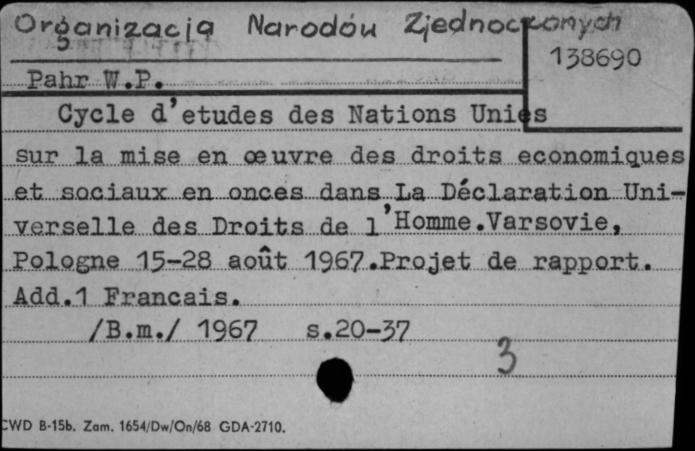 Organizacja Narodów Zjednoczonych
138690
Pahr W.P.
Cycle d'etudes des Nations Unies
sur la mise en œuvre des droits economiques
et sociaux en onces dans La Déclaration Uni-
verselle des Droits de l'Homme.Varsovie,
Pologne 15-28 août 1967.Projet de rapport.
Add.1 Francais.
/B.m./ 1967 s.20-37
3
CWD B-15b. Zam. 1654/Dw/On/68 GDA-2710.